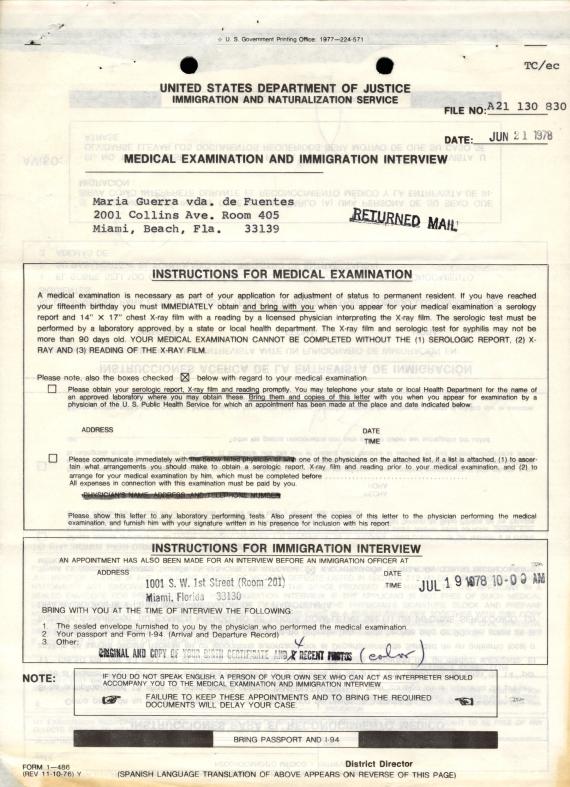 ☆ U. S. Government Printing Office: 1977—224-571
TC/ec
UNITED STATES DEPARTMENT OF JUSTICE
IMMIGRATION AND NATURALIZATION SERVICE
FILE NO: A21 130 830
DATE: JUN 21 1978
MEDICAL EXAMINATION AND IMMIGRATION INTERVIEW
Maria Guerra vda. de Fuentes
2001 Collins Ave. Room 405
Miami, Beach, Fla. 33139
RETURNED MAIL
INSTRUCTIONS FOR MEDICAL EXAMINATION
A medical examination is necessary as part of your application for adjustment of status to permanent resident. If you have reached
your fifteenth birthday you must IMMEDIATELY obtain and bring with you when you appear for your medical examination a serology
report and 14" X 17" chest X-ray film with a reading by a licensed physician interpreting the X-ray film. The serologic test must be
performed by a laboratory approved by a state or local health department. The X-ray film and serologic test for syphilis may not be
more than 90 days old. YOUR MEDICAL EXAMINATION CANNOT BE COMPLETED WITHOUT THE (1) SEROLOGIC REPORT, (2) X-
RAY AND (3) READING OF THE X-RAY FILM.
Please note, also the boxes checked ☒ below with regard to your medical examination.
☐ Please obtain your serologic report, X-ray film and reading promptly. You may telephone your state or local Health Department for the name of
an approved laboratory where you may obtain these. Bring them and copies of this letter with you when you appear for examination by a
physician of the U. S. Public Health Service for which an appointment has been made at the place and date indicated below:
ADDRESS DATE
TIME
☐ Please communicate immediately with the below listed physician or any one of the physicians on the attached list, if a list is attached, (1) to ascer-
tain what arrangements you should make to obtain a serologic report, X-ray film and reading prior to your medical examination, and (2) to
arrange for your medical examination by him, which must be completed before
All expenses in connection with this examination must be paid by you.
PHYSICIAN'S NAME, ADDRESS AND TELEPHONE NUMBER
Please show this letter to any laboratory performing tests. Also present the copies of this letter to the physician performing the medical
examination, and furnish him with your signature written in his presence for inclusion with his report.
INSTRUCTIONS FOR IMMIGRATION INTERVIEW
AN APPOINTMENT HAS ALSO BEEN MADE FOR AN INTERVIEW BEFORE AN IMMIGRATION OFFICER AT
ADDRESS DATE
1001 S. W. 1st Street (Room 201) TIME JUL 19 1978 10-00 AM
Miami, Florida 33130
BRING WITH YOU AT THE TIME OF INTERVIEW THE FOLLOWING:
1. The sealed envelope furnished to you by the physician who performed the medical examination.
2. Your passport and Form I-94. (Arrival and Departure Record)
3. Other:
ORIGINAL AND COPY OF YOUR BIRTH CERTIFICATE AND 4 RECENT PHOTOS (color)
NOTE: IF YOU DO NOT SPEAK ENGLISH, A PERSON OF YOUR OWN SEX WHO CAN ACT AS INTERPRETER SHOULD
ACCOMPANY YOU TO THE MEDICAL EXAMINATION AND IMMIGRATION INTERVIEW
FAILURE TO KEEP THESE APPOINTMENTS AND TO BRING THE REQUIRED
DOCUMENTS WILL DELAY YOUR CASE.
BRING PASSPORT AND I-94
District Director
FORM I—486
(REV 11-10-76) Y (SPANISH LANGUAGE TRANSLATION OF ABOVE APPEARS ON REVERSE OF THIS PAGE)